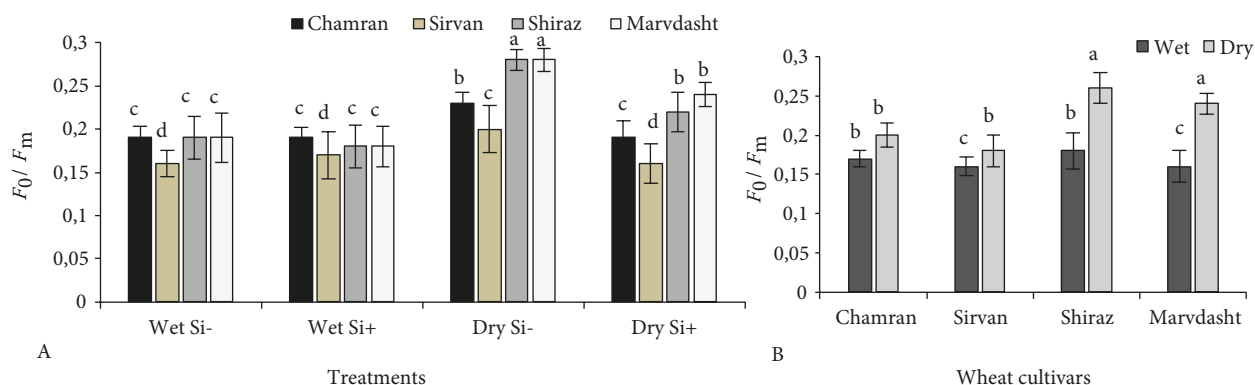 Chamran Sirvan Shiraz Marvdasht
0,3
0,25
0,2
0,15
0,1
0,05
0
F0 / Fm
c d c c
c d c c
b c a a
c d b b
Wet Si- Wet Si+ Dry Si- Dry Si+
A
Treatments
Wet Dry
0,3
0,25
0,2
0,15
0,1
0,05
0
F0 / Fm
b b c b b a c a
Chamran Sirvan Shiraz Marvdasht
B
Wheat cultivars